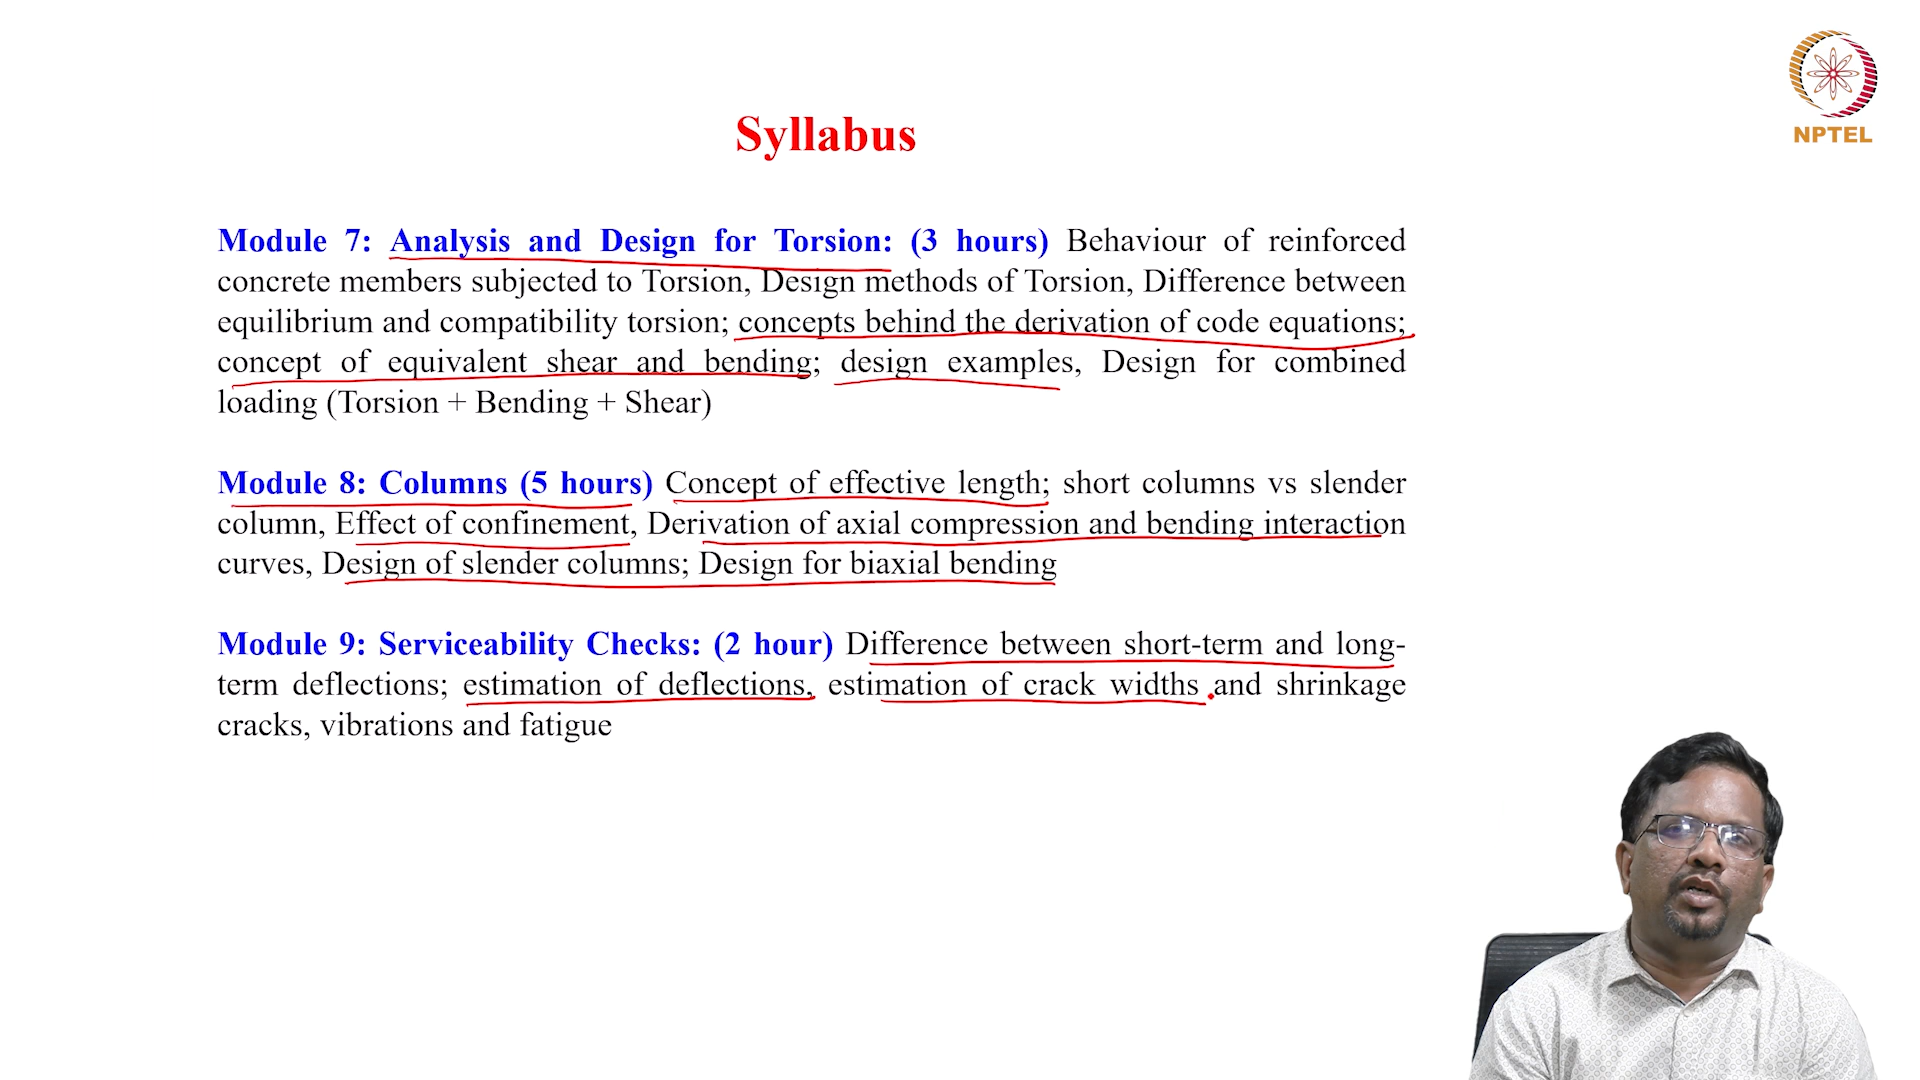 NPTEL
Syllabus
Module 7: Analysis and Design for Torsion: (3 hours) Behaviour of reinforced
concrete members subjected to Torsion, Design methods of Torsion, Difference between
equilibrium and compatibility torsion; concepts behind the derivation of code equations;
concept of equivalent shear and bending; design examples, Design for combined
loading (Torsion + Bending + Shear)
Module 8: Columns (5 hours) Concept of effective length; short columns vs slender
column, Effect of confinement, Derivation of axial compression and bending interaction
curves, Design of slender columns; Design for biaxial bending
Module 9: Serviceability Checks: (2 hour) Difference between short-term and long-
term deflections; estimation of deflections, estimation of crack widths and shrinkage
cracks, vibrations and fatigue